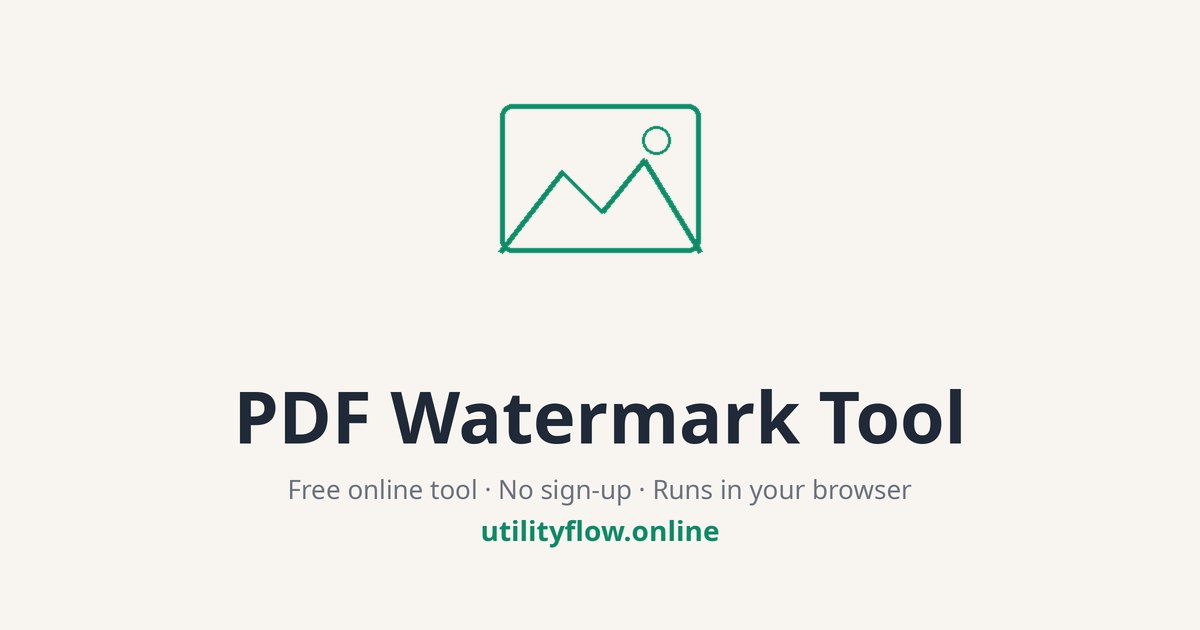 PDF Watermark Tool
Free online tool · No sign-up · Runs in your browser
utilityflow.online